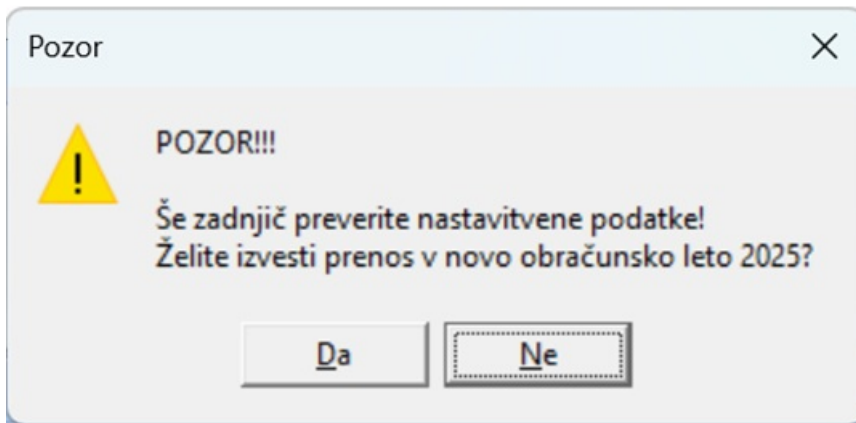 Pozor
POZOR!!!
Še zadnjič preverite nastavitvene podatke!
Želite izvesti prenos v novo obračunsko leto 2025?
Da
Ne